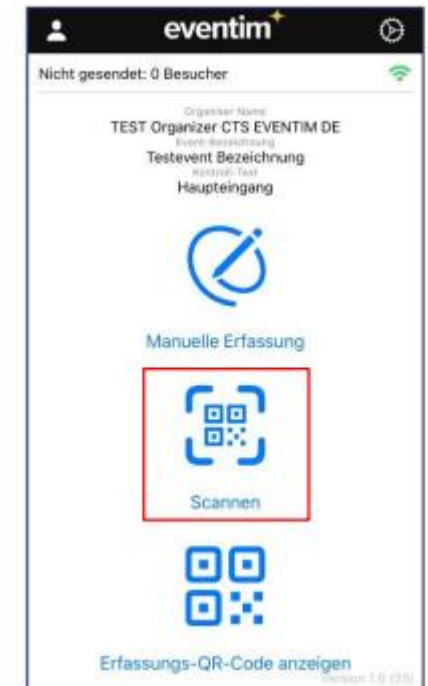 eventim
Nicht gesendet: 0 Besucher
Organiser Name
TEST Organizer CTS EVENTIM DE
Event-Bezeichnung
Testevent Bezeichnung
Kontroll-Text
Haupteingang
Manuelle Erfassung
Scannen
Erfassungs-QR-Code anzeigen
Version 1.0